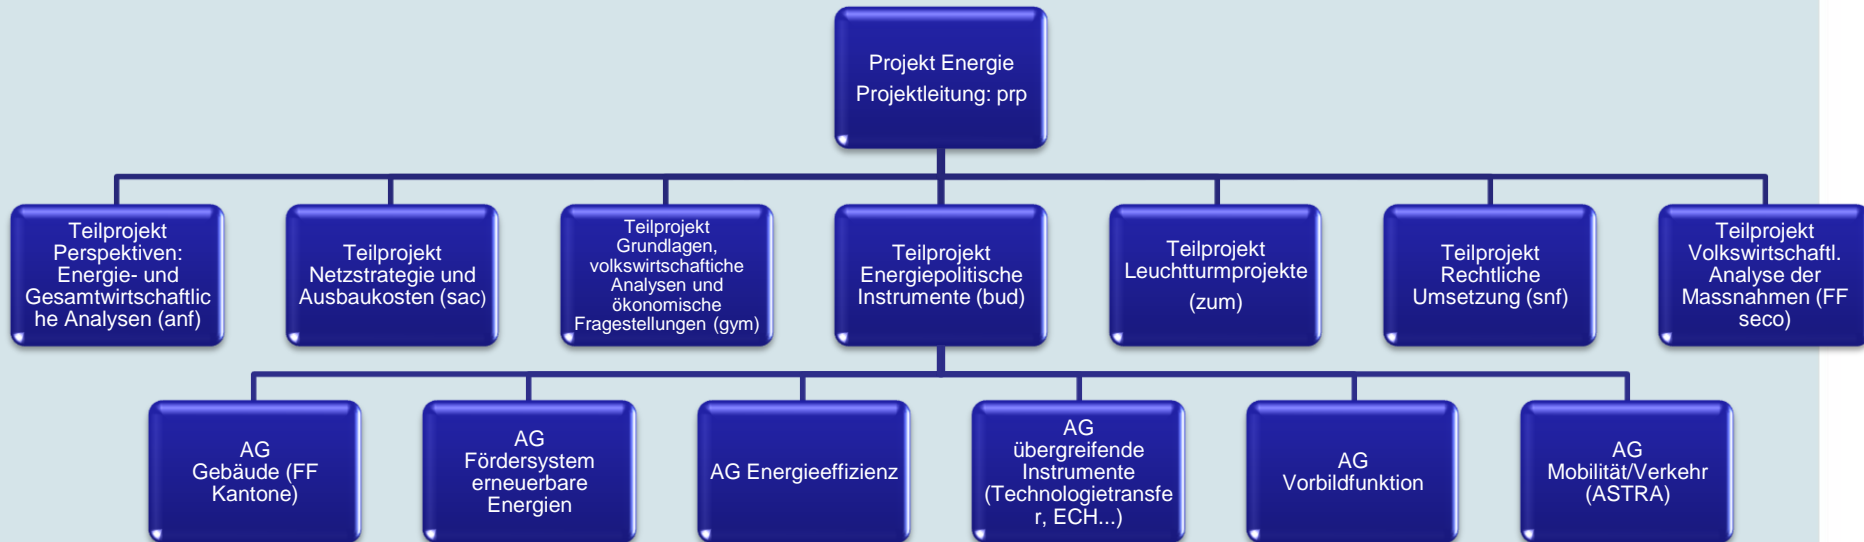 Projekt Energie
Projektleitung: prp
Teilprojekt
Perspektiven:
Energie- und
Gesamtwirtschaftlic
he Analysen (anf)
Teilprojekt
Netzstrategie und
Ausbaukosten (sac)
Teilprojekt
Grundlagen,
volkswirtschaftiche
Analysen und
ökonomische
Fragestellungen (gym)
Teilprojekt
Energiepolitische
Instrumente (bud)
Teilprojekt
Leuchtturmprojekte
(zum)
Teilprojekt
Rechtliche
Umsetzung (snf)
Teilprojekt
Volkswirtschaftl.
Analyse der
Massnahmen (FF
seco)
AG
Gebäude (FF
Kantone)
AG
Fördersystem
erneuerbare
Energien
AG Energieeffizienz
AG
übergreifende
Instrumente
(Technologietransfe
r, ECH...)
AG
Vorbildfunktion
AG
Mobilität/Verkehr
(ASTRA)